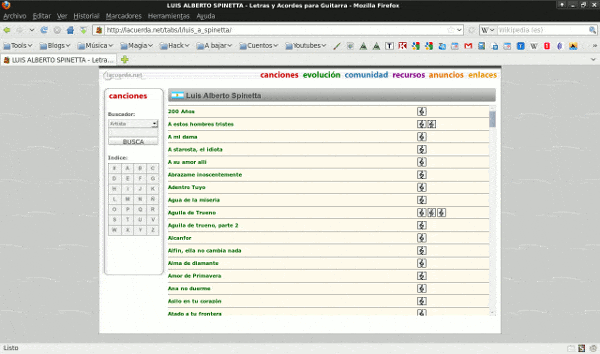 LUIS ALBERTO SPINETTA - Letras y Acordes para Guitarra - Mozilla Firefox
Archivo Editar Ver Historial Marcadores Herramientas Ayuda
http://lacuerda.net/tabs/l/luis_a_spinetta/
Wikipedia (es)
Tools Blogs Música Magia Hack A bajar Cuentos Youtubes
LUIS ALBERTO SPINETTA - Letra...
lacuerda.net
canciones evolución comunidad recursos anuncios enlaces
canciones
Luis Alberto Spinetta
Buscador:
Artista
BUSCA
Indice:
# A B C
D E F G
H I J K
L M N Ñ
O P Q R
S T U V
W X Y Z
200 Años
A estos hombres tristes
A mi dama
A starosta, el idiota
A su amor allí
Abrazame inocentemente
Adentro Tuyo
Agua de la miseria
Aguila de Trueno
Aguila de trueno, parte 2
Alcanfor
Alfin, ella no cambia nada
Alma de diamante
Amor de Primavera
Ana no duerme
Asilo en tu corazón
Atado a tu frontera
Listo